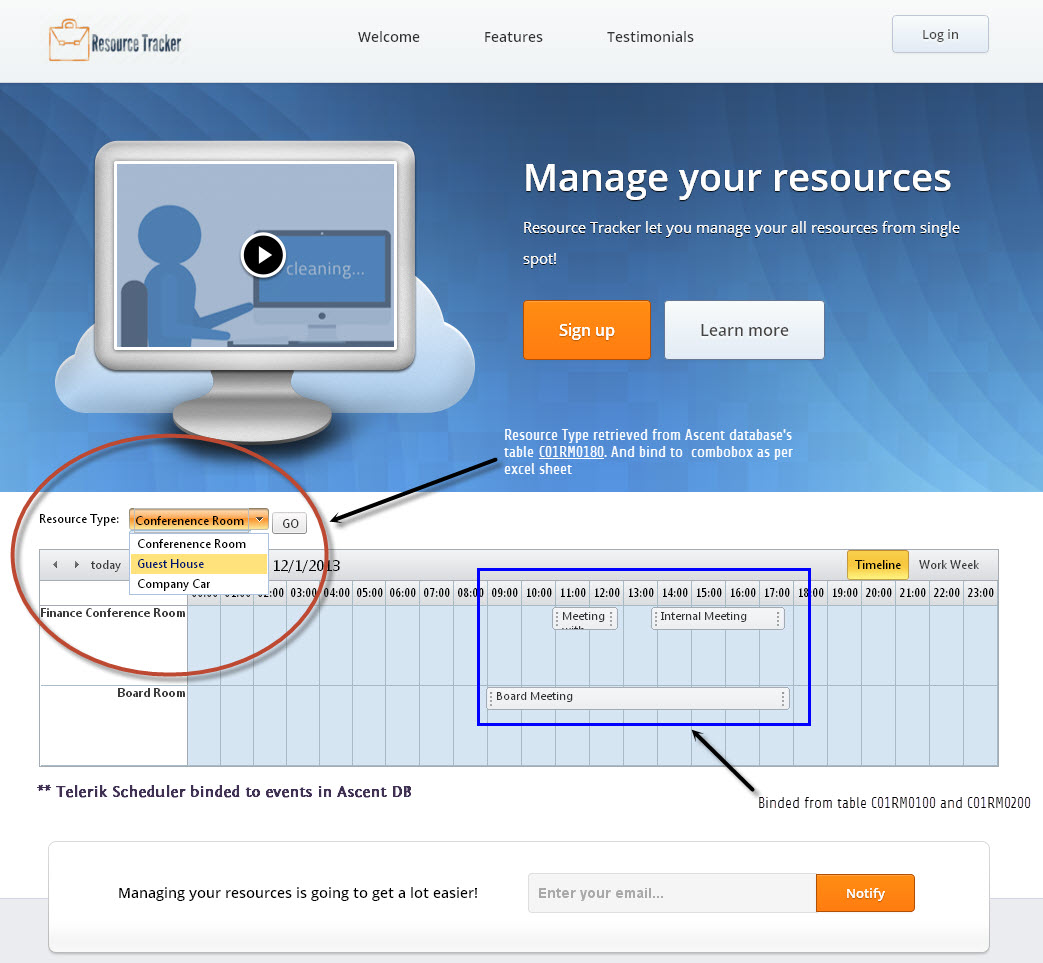 Resource Tracker
Welcome
Features
Testimonials
Log in
cleaning...
Manage your resources
Resource Tracker let you manage your all resources from single
spot!
Sign up
Learn more
Resource Type retrieved from Ascent database's
table C01RM0180. And bind to combobox as per
excel sheet
Resource Type:
Conferenence Room
GO
Conferenence Room
Guest House
Company Car
today
12/1/2013
Timeline
Work Week
02:00 03:00 04:00 05:00 06:00 07:00 08:00 09:00 10:00 11:00 12:00 13:00 14:00 15:00 16:00 17:00 18:00 19:00 20:00 21:00 22:00 23:00
Finance Conference Room
Meeting
with
Internal Meeting
Board Room
Board Meeting
** Telerik Scheduler binded to events in Ascent DB
Binded from table C01RM0100 and C01RM0200
Managing your resources is going to get a lot easier!
Enter your email...
Notify